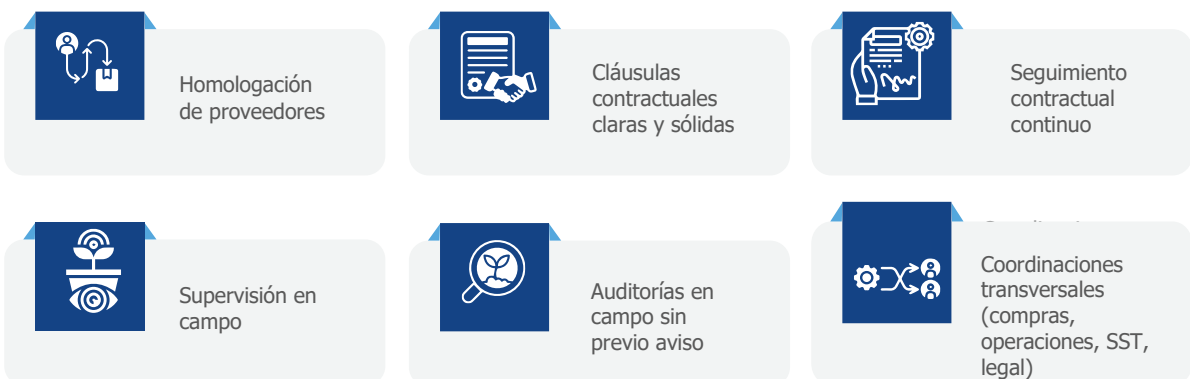 Homologación
de proveedores
Cláusulas
contractuales
claras y sólidas
Seguimiento
contractual
continuo
Supervisión en
campo
Auditorías en
campo sin
previo aviso
Coordinaciones
transversales
(compras,
operaciones, SST,
legal)